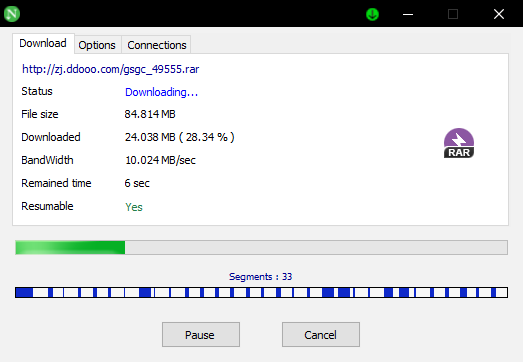 N
Download Options Connections
http://zj.ddooo.com/gsgc_49555.rar
Status Downloading...
File size 84.814 MB
Downloaded 24.038 MB ( 28.34 % )
BandWidth 10.024 MB/sec
RAR
Remained time 6 sec
Resumable Yes
Segments : 33
Pause Cancel